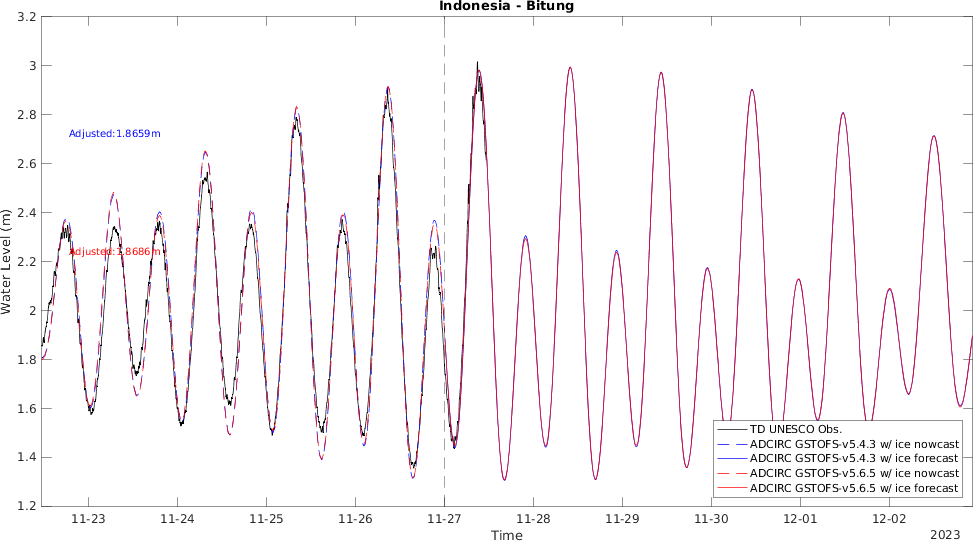 Indonesia - Bitung
3.2
3
2.8
2.6
2.4
2.2
2
1.8
1.6
1.4
1.2
Water Level (m)
Adjusted:1.8659m
Adjusted:1.8686m
TD UNESCO Obs.
ADCIRC GSTOFS-v5.4.3 w/ ice nowcast
ADCIRC GSTOFS-v5.4.3 w/ ice forecast
ADCIRC GSTOFS-v5.6.5 w/ ice nowcast
ADCIRC GSTOFS-v5.6.5 w/ ice forecast
11-23 11-24 11-25 11-26 11-27 11-28 11-29 11-30 12-01 12-02
Time
2023